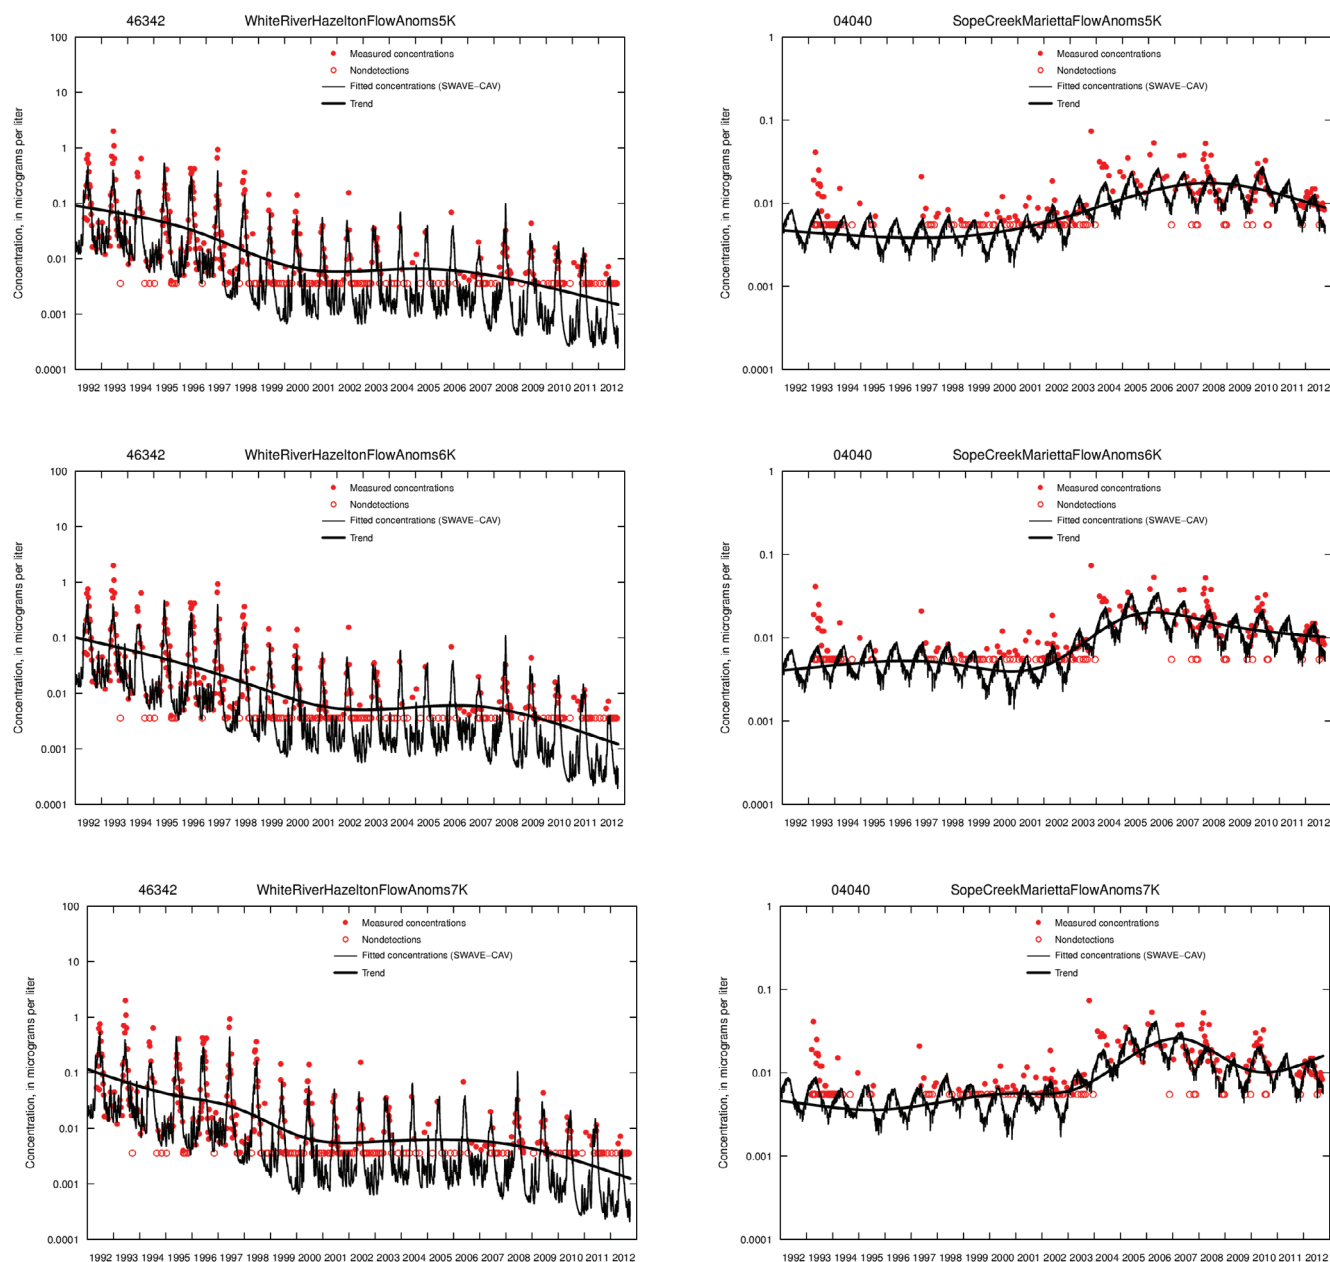 46342 WhiteRiverHazeltonFlowAnoms5K
100
10
1
0.1
0.01
0.001
0.0001
Concentration, in micrograms per liter
Measured concentrations
Nondetections
Fitted concentrations (SWAVE−CAV)
Trend
1992 1993 1994 1995 1996 1997 1998 1999 2000 2001 2002 2003 2004 2005 2006 2007 2008 2009 2010 2011 2012
04040 SopeCreekMariettaFlowAnoms5K
1
0.1
0.01
0.001
0.0001
Concentration, in micrograms per liter
Measured concentrations
Nondetections
Fitted concentrations (SWAVE−CAV)
Trend
1992 1993 1994 1995 1996 1997 1998 1999 2000 2001 2002 2003 2004 2005 2006 2007 2008 2009 2010 2011 2012
46342 WhiteRiverHazeltonFlowAnoms6K
100
10
1
0.1
0.01
0.001
0.0001
Concentration, in micrograms per liter
Measured concentrations
Nondetections
Fitted concentrations (SWAVE−CAV)
Trend
1992 1993 1994 1995 1996 1997 1998 1999 2000 2001 2002 2003 2004 2005 2006 2007 2008 2009 2010 2011 2012
04040 SopeCreekMariettaFlowAnoms6K
1
0.1
0.01
0.001
0.0001
Concentration, in micrograms per liter
Measured concentrations
Nondetections
Fitted concentrations (SWAVE−CAV)
Trend
1992 1993 1994 1995 1996 1997 1998 1999 2000 2001 2002 2003 2004 2005 2006 2007 2008 2009 2010 2011 2012
46342 WhiteRiverHazeltonFlowAnoms7K
100
10
1
0.1
0.01
0.001
0.0001
Concentration, in micrograms per liter
Measured concentrations
Nondetections
Fitted concentrations (SWAVE−CAV)
Trend
1992 1993 1994 1995 1996 1997 1998 1999 2000 2001 2002 2003 2004 2005 2006 2007 2008 2009 2010 2011 2012
04040 SopeCreekMariettaFlowAnoms7K
1
0.1
0.01
0.001
0.0001
Concentration, in micrograms per liter
Measured concentrations
Nondetections
Fitted concentrations (SWAVE−CAV)
Trend
1992 1993 1994 1995 1996 1997 1998 1999 2000 2001 2002 2003 2004 2005 2006 2007 2008 2009 2010 2011 2012